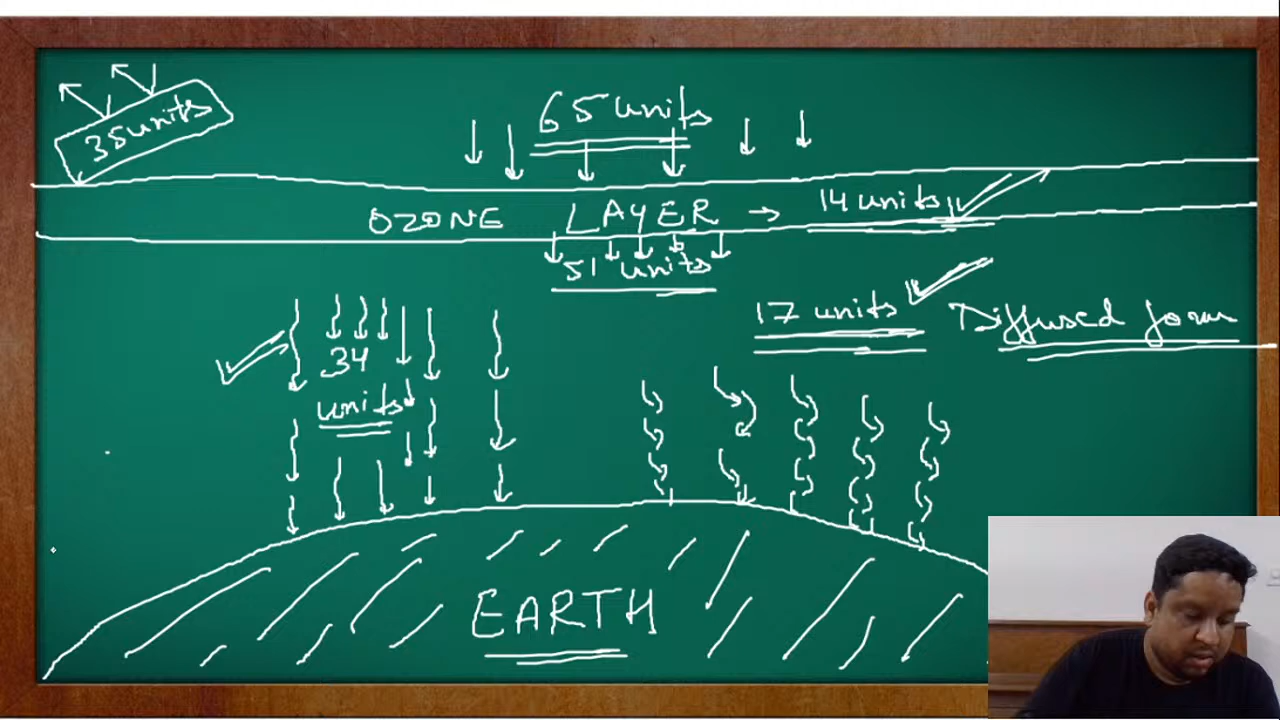 35 units
65 units
OZONE LAYER → 14 units
51 units
17 units Diffused form
34
units
EARTH